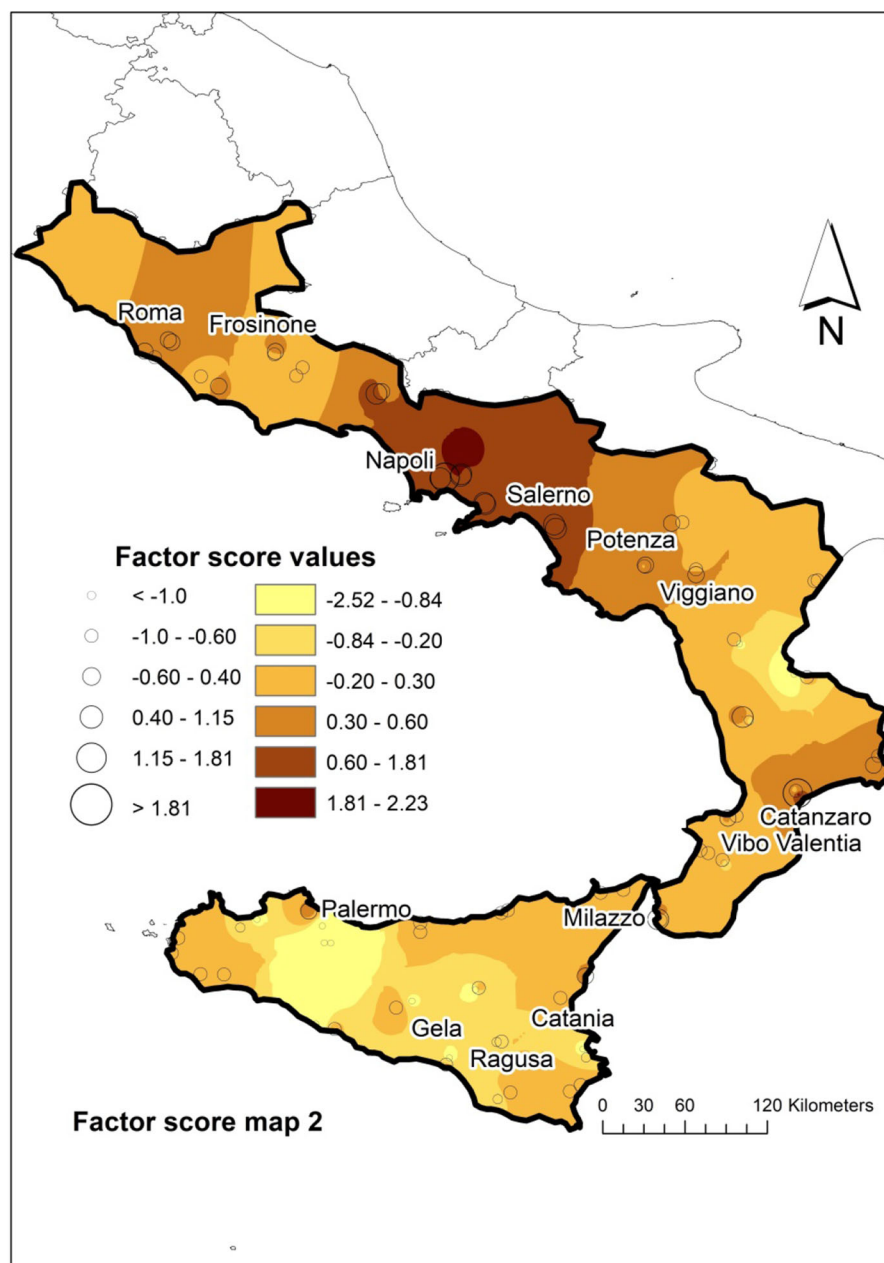 N
Roma
Frosinone
Napoli
Salerno
Potenza
Viggiano
Factor score values
< -1.0
-2.52 - -0.84
-1.0 - -0.60
-0.84 - -0.20
-0.60 - 0.40
-0.20 - 0.30
0.40 - 1.15
0.30 - 0.60
1.15 - 1.81
0.60 - 1.81
> 1.81
1.81 - 2.23
Catanzaro
Vibo Valentia
Palermo
Milazzo
Gela
Catania
Ragusa
Factor score map 2
0 30 60 120 Kilometers